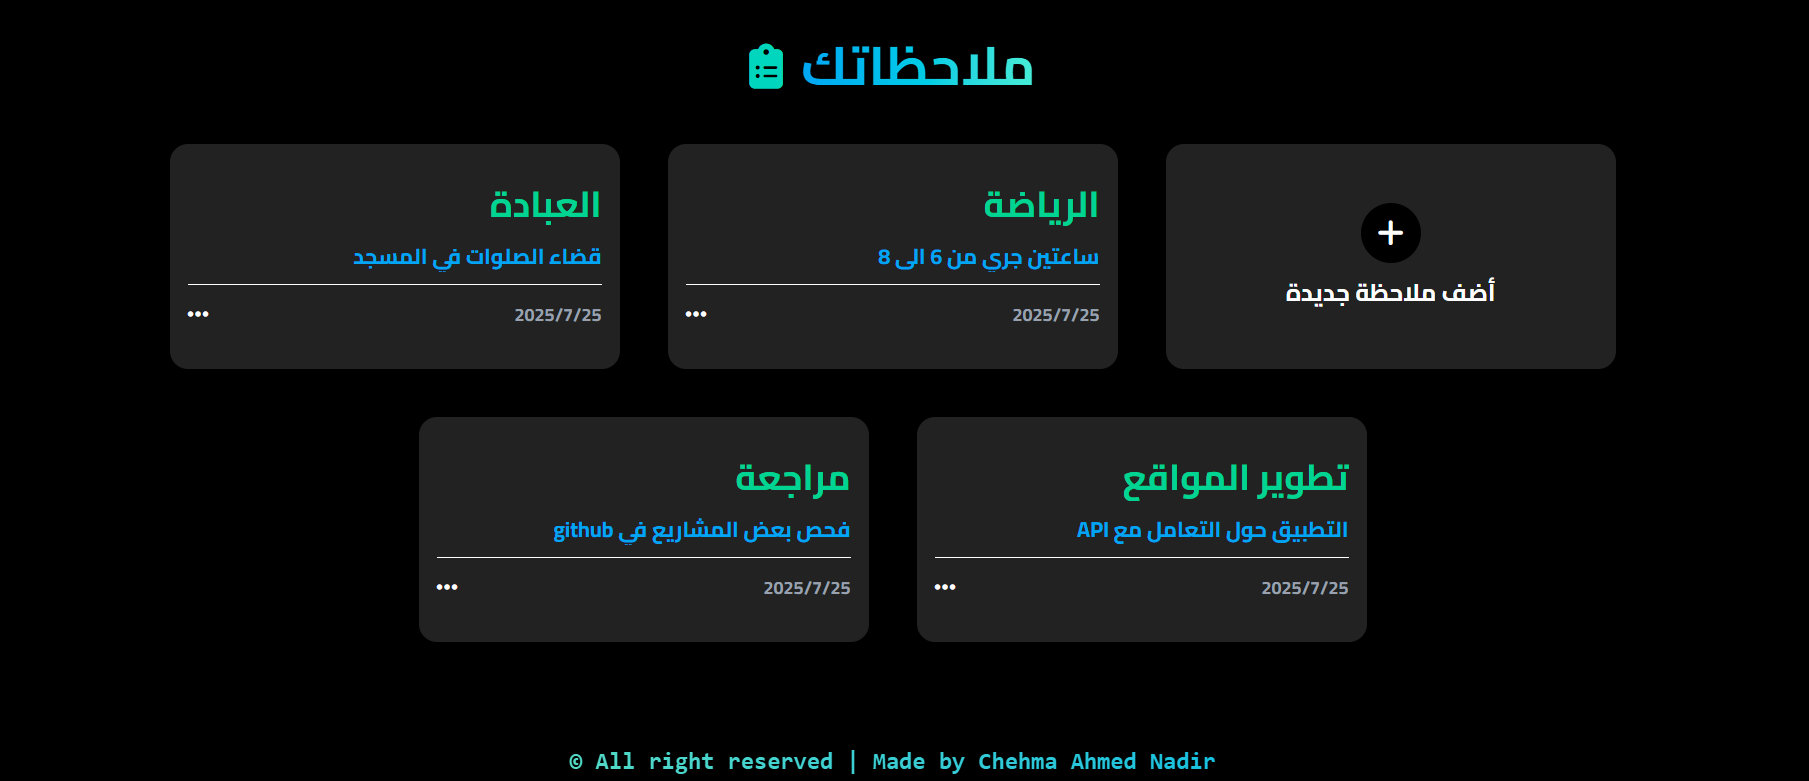 ملاحظاتك
أضف ملاحظة جديدة
الرياضة
ساعتين جري من 6 الى 8
2025/7/25
العبادة
قضاء الصلوات في المسجد
2025/7/25
تطوير المواقع
التطبيق حول التعامل مع API
2025/7/25
مراجعة
فحص بعض المشاريع في github
2025/7/25
© All right reserved | Made by Chehma Ahmed Nadir